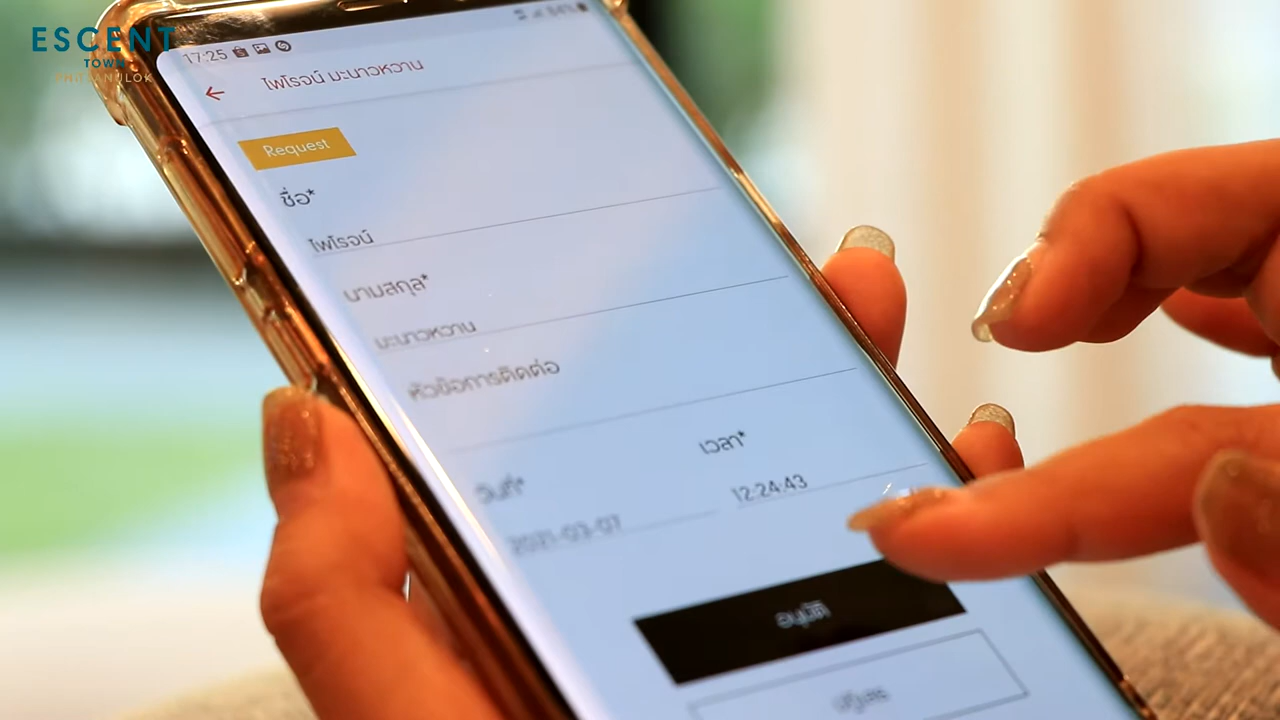 ESCENT
TOWN
PHITSANULOK
17:25
84%
ไพโรจน์ มะนาวหวาน
Request
ชื่อ*
ไพโรจน์
นามสกุล*
มะนาวหวาน
หัวข้อการติดต่อ
วันที่*
เวลา*
2021-03-07
12:24:43
อนุมัติ
ปฏิเสธ